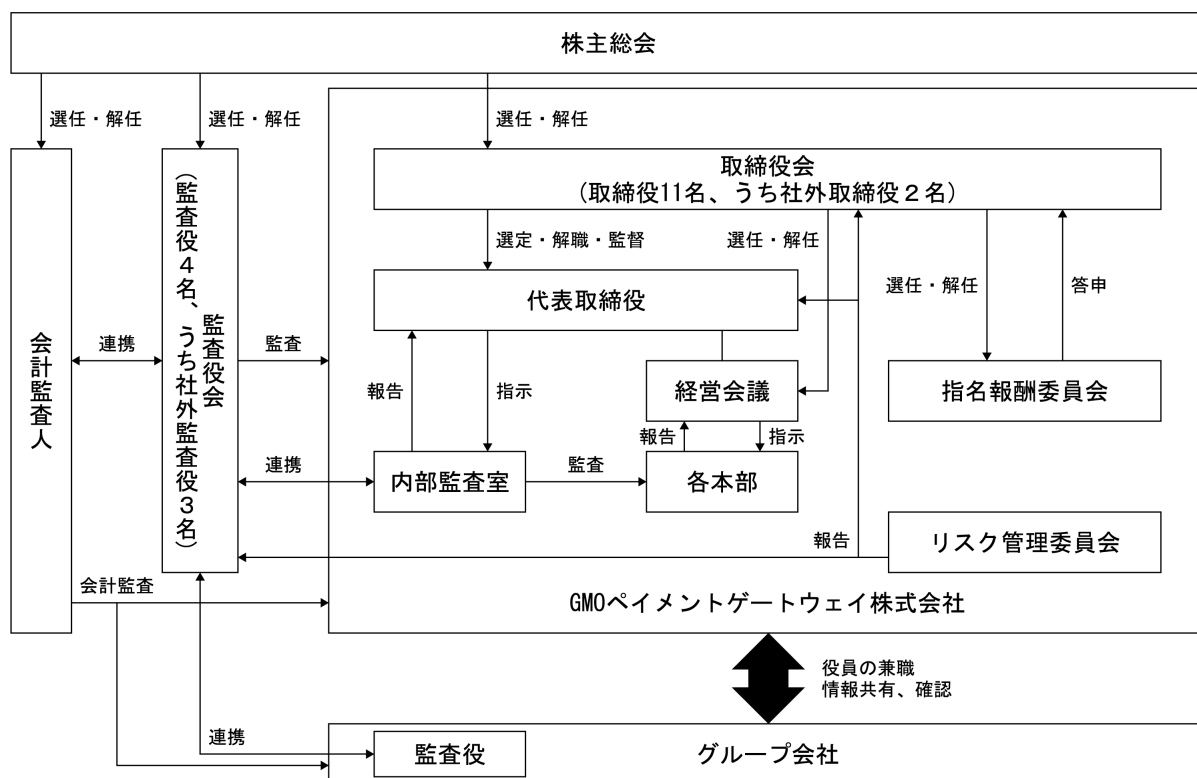 株主総会
選任・解任
選任・解任
選任・解任
取締役会
(取締役11名、うち社外取締役２名)
選定・解職・監督
選任・解任
選任・解任
答申
代表取締役
会計監査人
連携
監査役会
(監査役４名、うち社外監査役３名)
監査
報告
指示
経営会議
指名報酬委員会
報告
指示
連携
内部監査室
監査
各本部
報告
リスク管理委員会
会計監査
GMOペイメントゲートウェイ株式会社
役員の兼職
情報共有、確認
連携
監査役
グループ会社